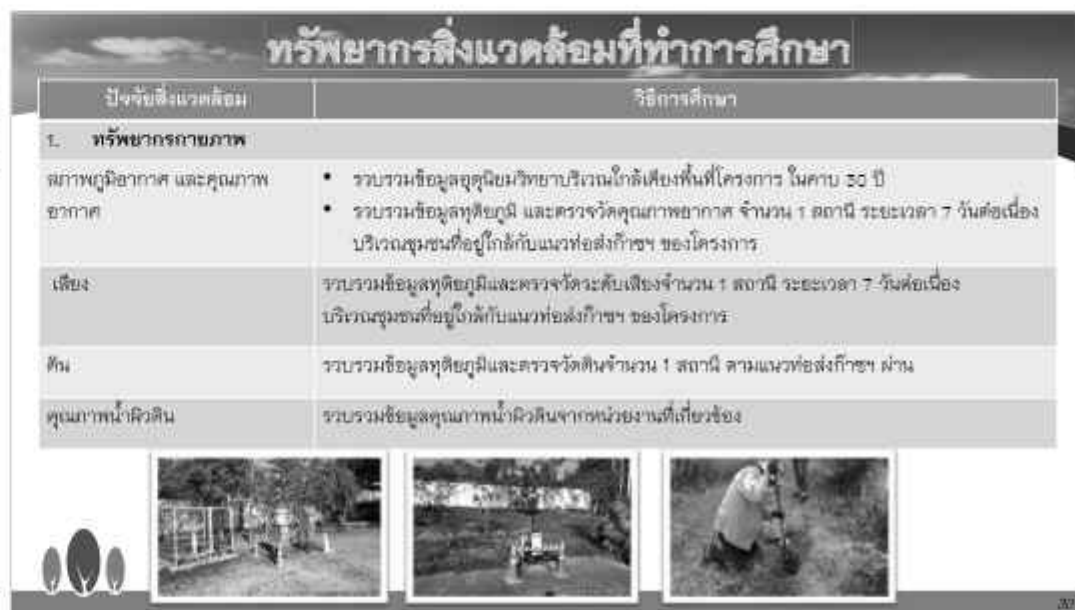 ทรัพยากรสิ่งแวดล้อมที่ทำการศึกษา
ปัจจัยสิ่งแวดล้อม
วิธีการศึกษา
1. ทรัพยากรกายภาพ
สภาพภูมิอากาศ และคุณภาพ
อากาศ
• รวบรวมข้อมูลอุตุนิยมวิทยาบริเวณใกล้เคียงพื้นที่โครงการ ในคาบ 30 ปี
• รวบรวมข้อมูลทุติยภูมิ และตรวจวัดคุณภาพอากาศ จำนวน 1 สถานี ระยะเวลา 7 วันต่อเนื่อง
บริเวณชุมชนที่อยู่ใกล้กับแนวท่อส่งก๊าซฯ ของโครงการ
เสียง
รวบรวมข้อมูลทุติยภูมิและตรวจวัดระดับเสียงจำนวน 1 สถานี ระยะเวลา 7 วันต่อเนื่อง
บริเวณชุมชนที่อยู่ใกล้กับแนวท่อส่งก๊าซฯ ของโครงการ
ดิน
รวบรวมข้อมูลทุติยภูมิและตรวจวัดดินจำนวน 1 สถานี ตามแนวท่อส่งก๊าซฯ ผ่าน
คุณภาพน้ำผิวดิน
รวบรวมข้อมูลคุณภาพน้ำผิวดินจากหน่วยงานที่เกี่ยวข้อง